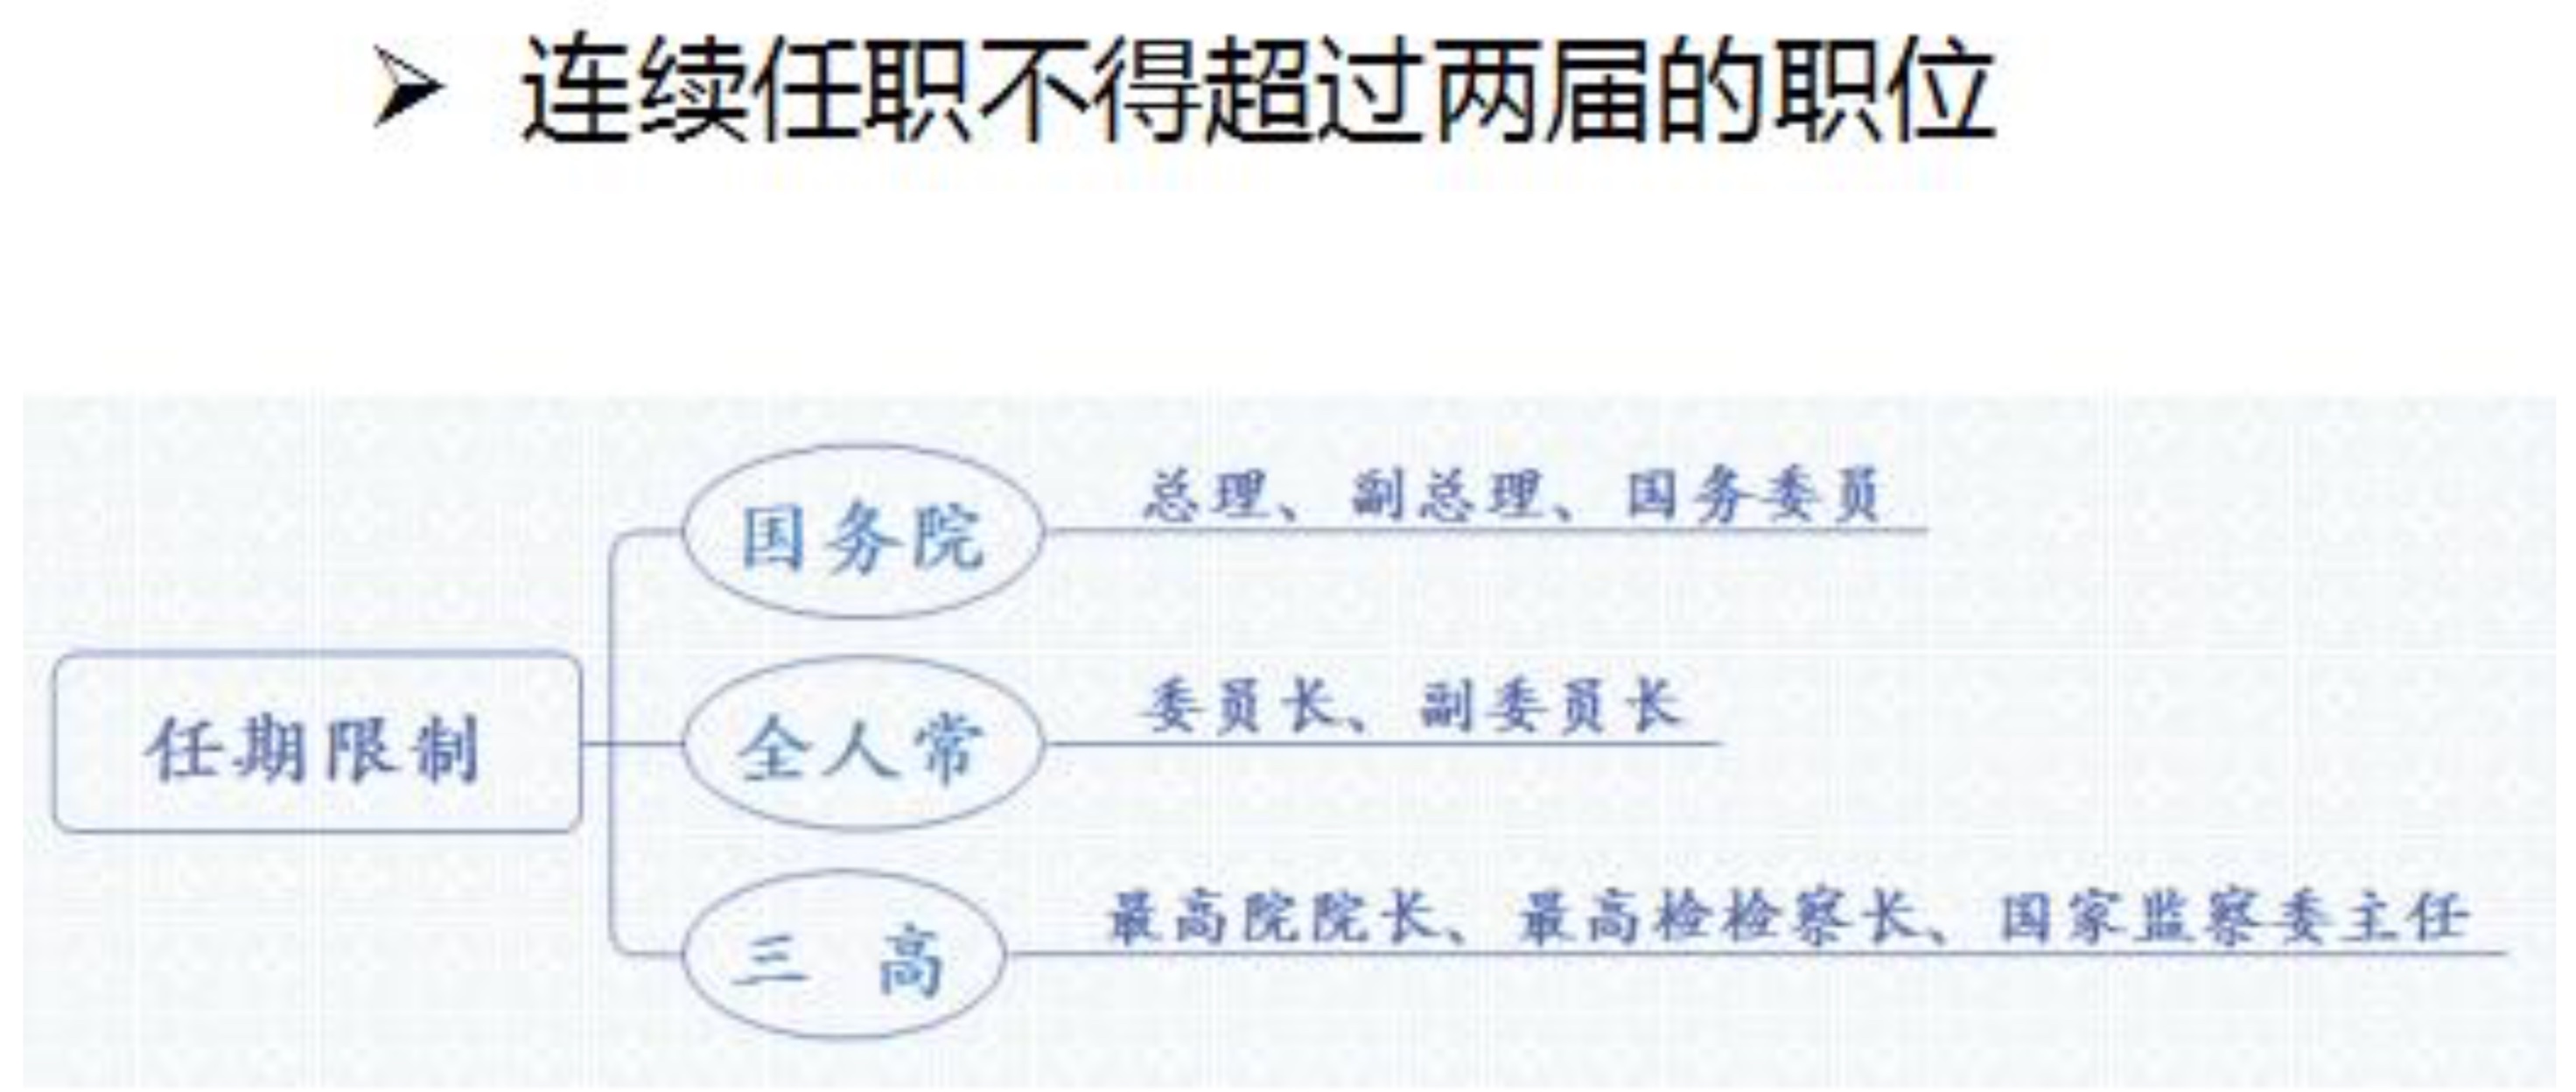 ➢ 连续任职不得超过两届的职位
国务院
总理、副总理、国务委员
任期限制
全人常
委员长、副委员长
三高
最高院院长、最高检检察长、国家监察委主任